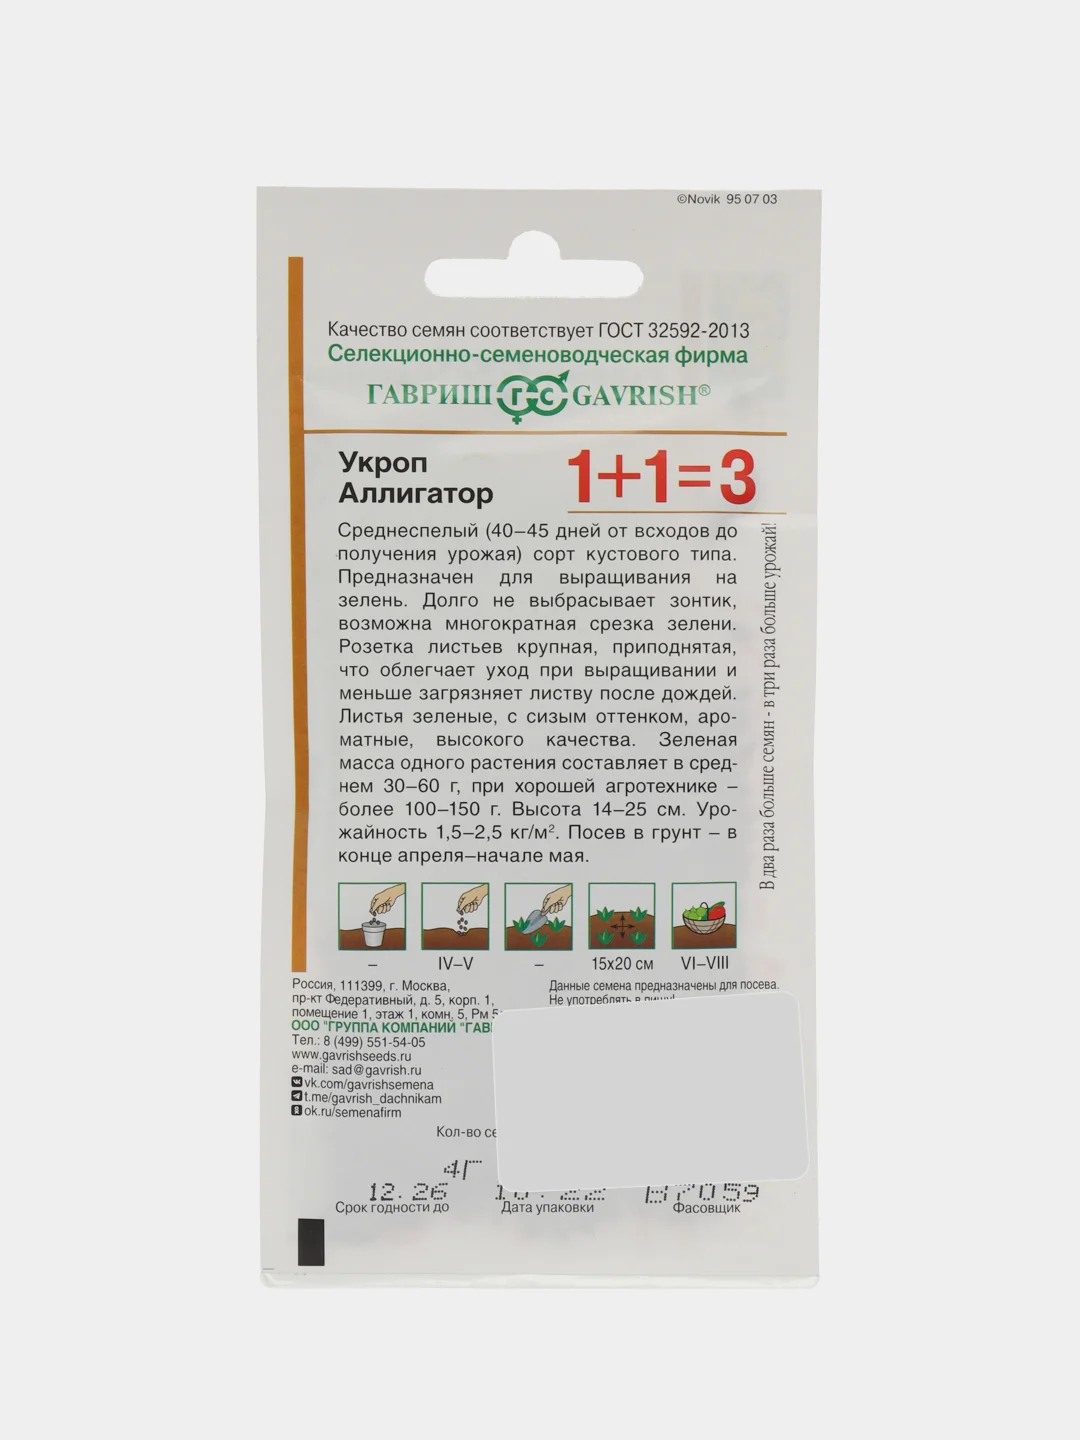 ©Novik 95 07 03
Качество семян соответствует ГОСТ 32592-2013
Селекционно-семеноводческая фирма
ГАВРИШ ГС GAVRISH®
Укроп
Аллигатор
1+1=3
Среднеспелый (40–45 дней от всходов до
получения урожая) сорт кустового типа.
Предназначен для выращивания на
зелень. Долго не выбрасывает зонтик,
возможна многократная срезка зелени.
Розетка листьев крупная, приподнятая,
что облегчает уход при выращивании и
меньше загрязняет листву после дождей.
Листья зеленые, с сизым оттенком, аро-
матные, высокого качества. Зеленая
масса одного растения составляет в сред-
нем 30–60 г, при хорошей агротехнике –
более 100–150 г. Высота 14–25 см. Уро-
жайность 1,5–2,5 кг/м². Посев в грунт – в
конце апреля–начале мая.
В два раза больше семян - в три раза больше урожай!
– IV–V – 15x20 см VI–VIII
Россия, 111399, г. Москва,
пр-кт Федеративный, д. 5, корп. 1,
помещение 1, этаж 1, комн. 5, Рм
ООО "ГРУППА КОМПАНИЙ
Тел.: 8 (499) 551-54-05
www.gavrishseeds.ru
e-mail: sad@gavrish.ru
vk.com/gavrishsemena
t.me/gavrish_dachnikam
ok.ru/semenafirm
Данные семена предназначены для посева.
Не употреблять в пищу!
Кол-во
4Г
12.26 10.22 В7059
Срок годности до Дата упаковки Фасовщик